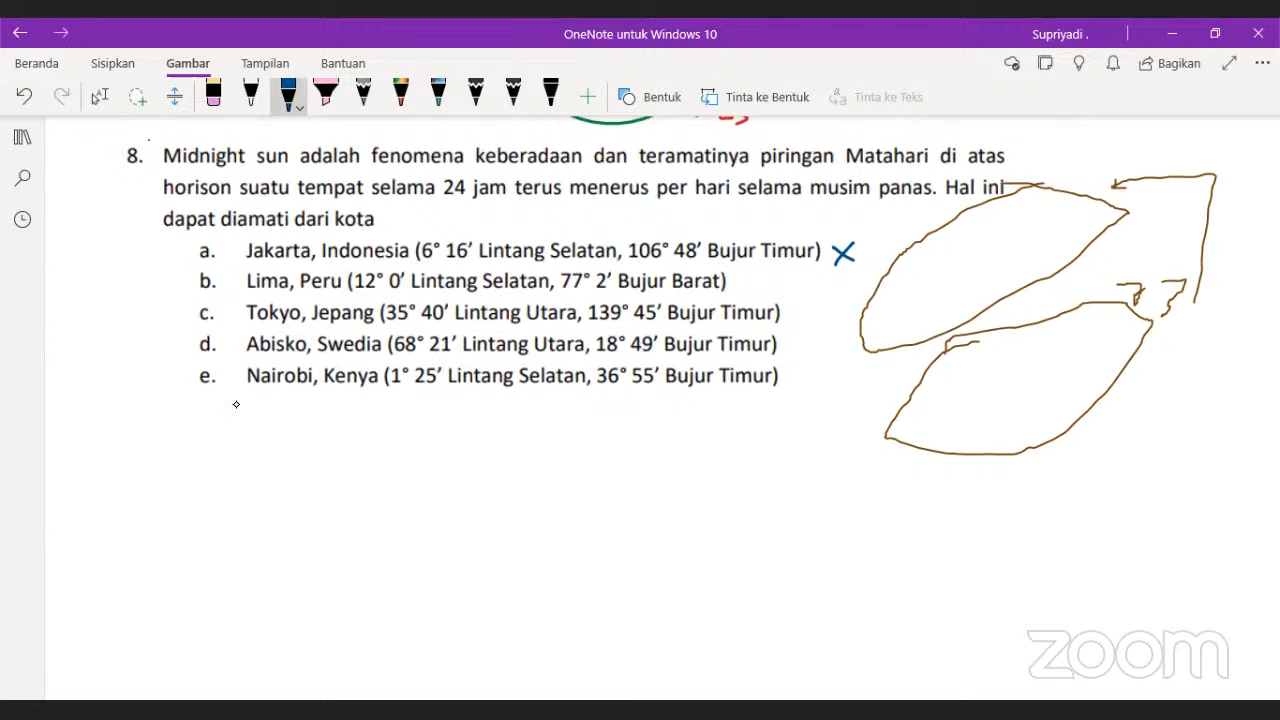 OneNote untuk Windows 10
Supriyadi .
Beranda
Sisipkan
Gambar
Tampilan
Bantuan
Bagikan
Bentuk
Tinta ke Bentuk
Tinta ke Teks
8. Midnight sun adalah fenomena keberadaan dan teramatinya piringan Matahari di atas
horison suatu tempat selama 24 jam terus menerus per hari selama musim panas. Hal ini
dapat diamati dari kota
a. Jakarta, Indonesia (6° 16’ Lintang Selatan, 106° 48’ Bujur Timur)
b. Lima, Peru (12° 0’ Lintang Selatan, 77° 2’ Bujur Barat)
c. Tokyo, Jepang (35° 40’ Lintang Utara, 139° 45’ Bujur Timur)
d. Abisko, Swedia (68° 21’ Lintang Utara, 18° 49’ Bujur Timur)
e. Nairobi, Kenya (1° 25’ Lintang Selatan, 36° 55’ Bujur Timur)
zoom